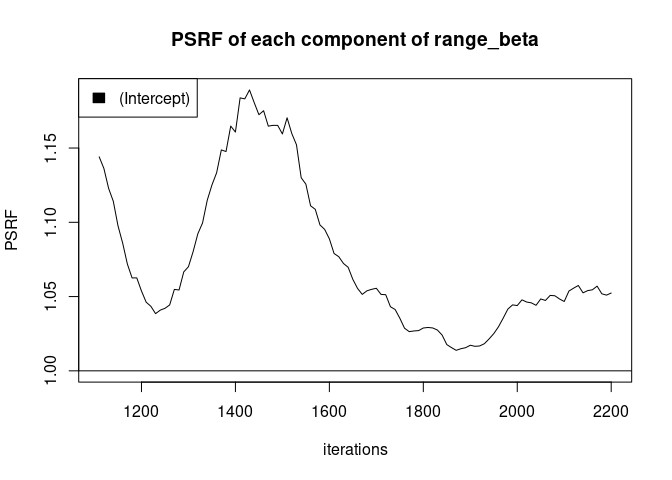 PSRF of each component of range_beta
(Intercept)
PSRF
1.15
1.10
1.05
1.00
1200 1400 1600 1800 2000 2200
iterations